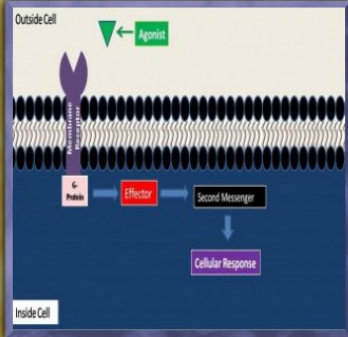 Outside Cell
Agonist
Membrane
Receptor
G-
Protein
Effector
Second Messenger
Cellular Response
Inside Cell